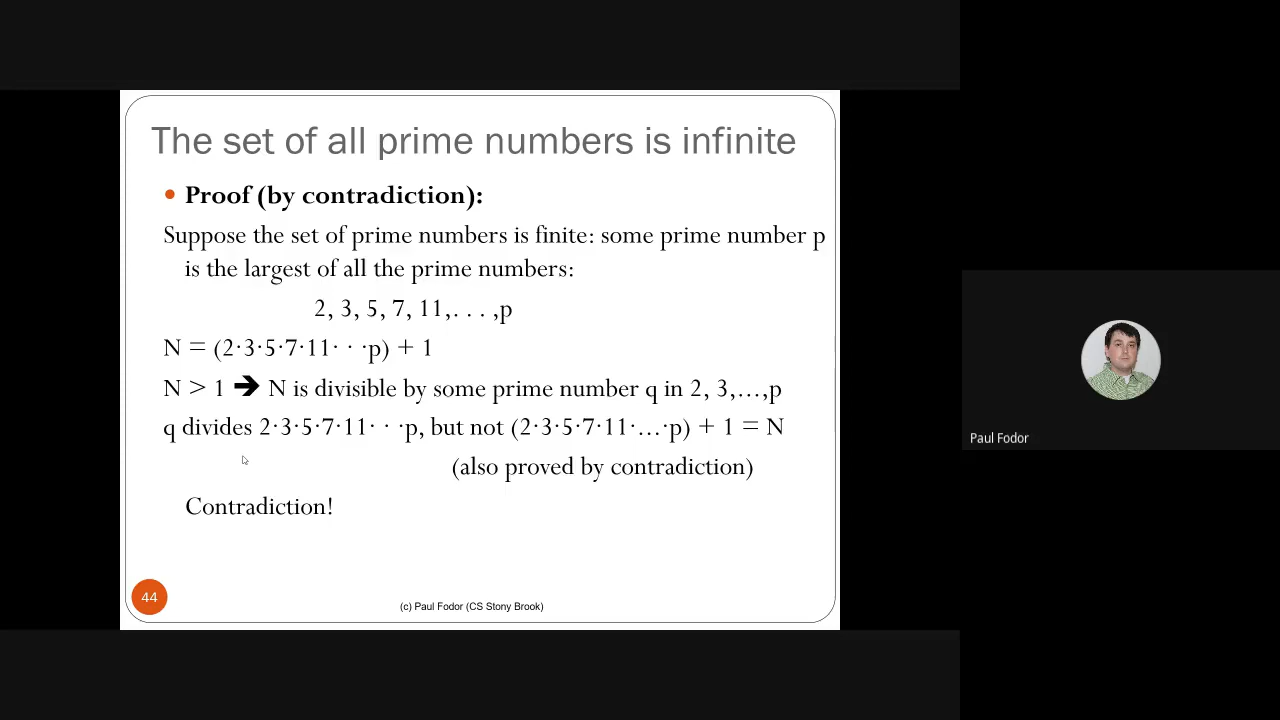 The set of all prime numbers is infinite
• Proof (by contradiction):
Suppose the set of prime numbers is finite: some prime number p
is the largest of all the prime numbers:
2, 3, 5, 7, 11,. . . ,p
N = (2·3·5·7·11· · ·p) + 1
N > 1 ➔ N is divisible by some prime number q in 2, 3,…,p
q divides 2·3·5·7·11· · ·p, but not (2·3·5·7·11·…·p) + 1 = N
(also proved by contradiction)
Contradiction!
44
(c) Paul Fodor (CS Stony Brook)
Paul Fodor